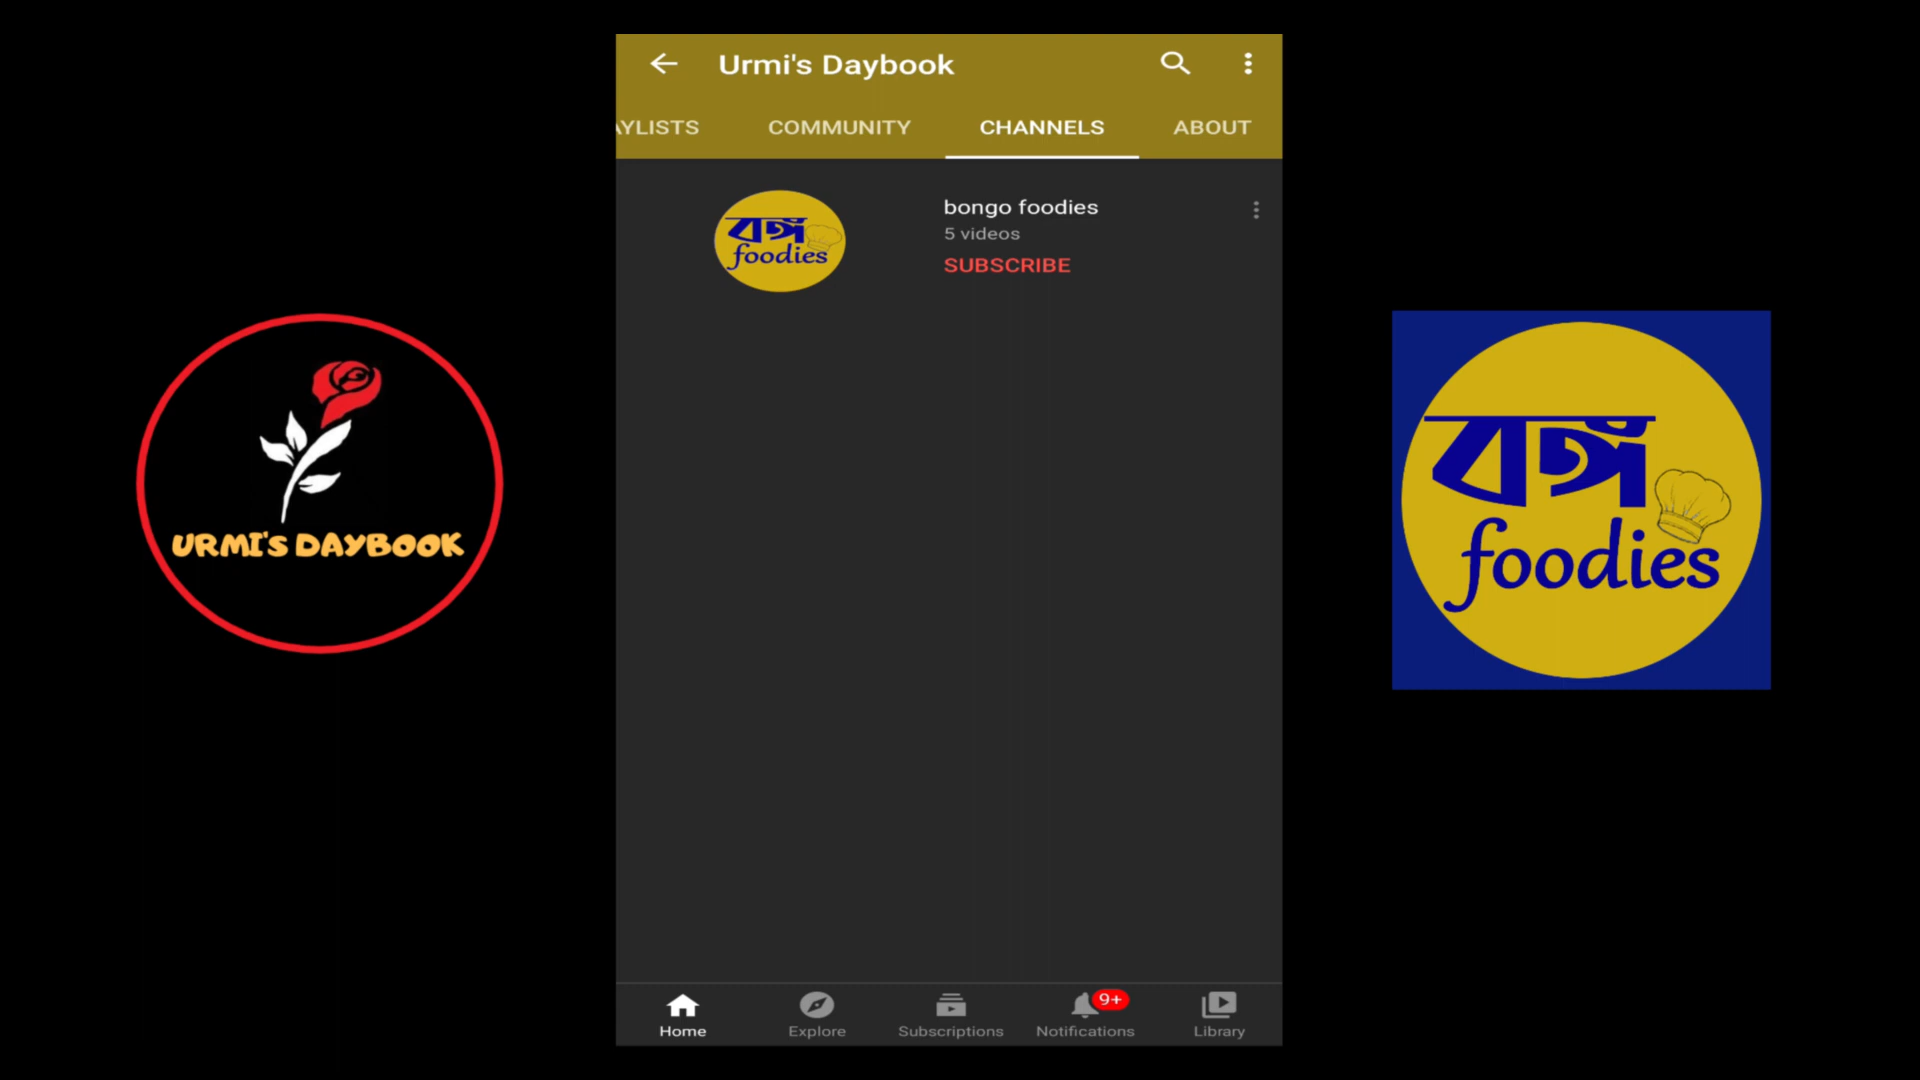 Urmi's Daybook
AYLISTS COMMUNITY CHANNELS ABOUT
বঙ্গ
foodies
bongo foodies
5 videos
SUBSCRIBE
URMI'S DAYBOOK
বঙ্গ
foodies
9+
Home Explore Subscriptions Notifications Library